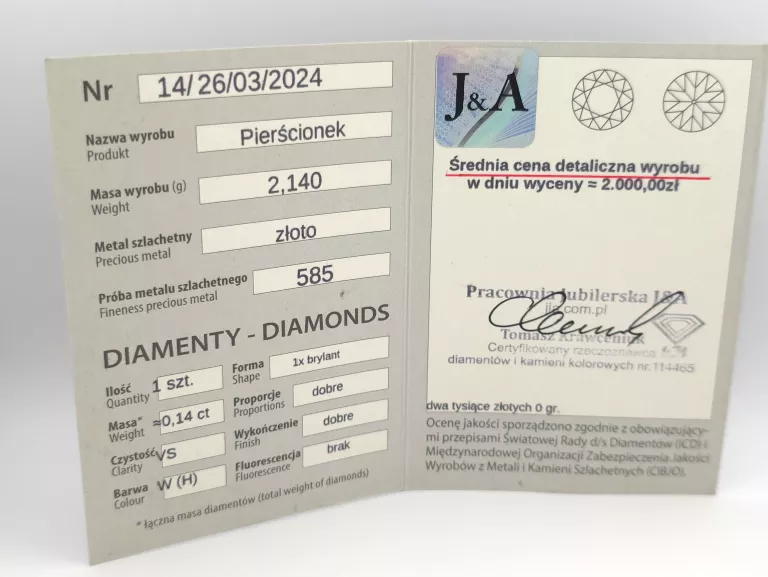 Nr 14/26/03/2024
Nazwa wyrobu Pierścionek
Produkt
Masa wyrobu (g) 2,140
Weight
Metal szlachetny złoto
Precious metal
Próba metalu szlachetnego 585
Fineness precious metal
DIAMENTY - DIAMONDS
Ilość 1 szt.
Quantity
Forma 1x brylant
Shape
Masa* ≈0,14 ct
Weight
Proporcje dobre
Proportions
Czystość VS
Clarity
Wykończenie dobre
Finish
Barwa W (H)
Colour
Fluorescencja brak
Fluorescence
* łączna masa diamentów (total weight of diamonds)
J&A
Średnia cena detaliczna wyrobu
w dniu wyceny = 2.000,00zł
Pracownia Jubilerska J&A
.com.pl
Tomasz Krawceniuk
Certyfikowany rzeczoznawca
diamentów i kamieni kolorowych nr.114465
dwa tysiące złotych 0 gr.
Ocenę jakości sporządzono zgodnie z obowiązujący-
mi przepisami Światowej Rady d/s Diamentów (ICD) i
Międzynarodowej Organizacji Zabezpieczenia Jakości
Wyrobów z Metali i Kamieni Szlachetnych (CIBJO).